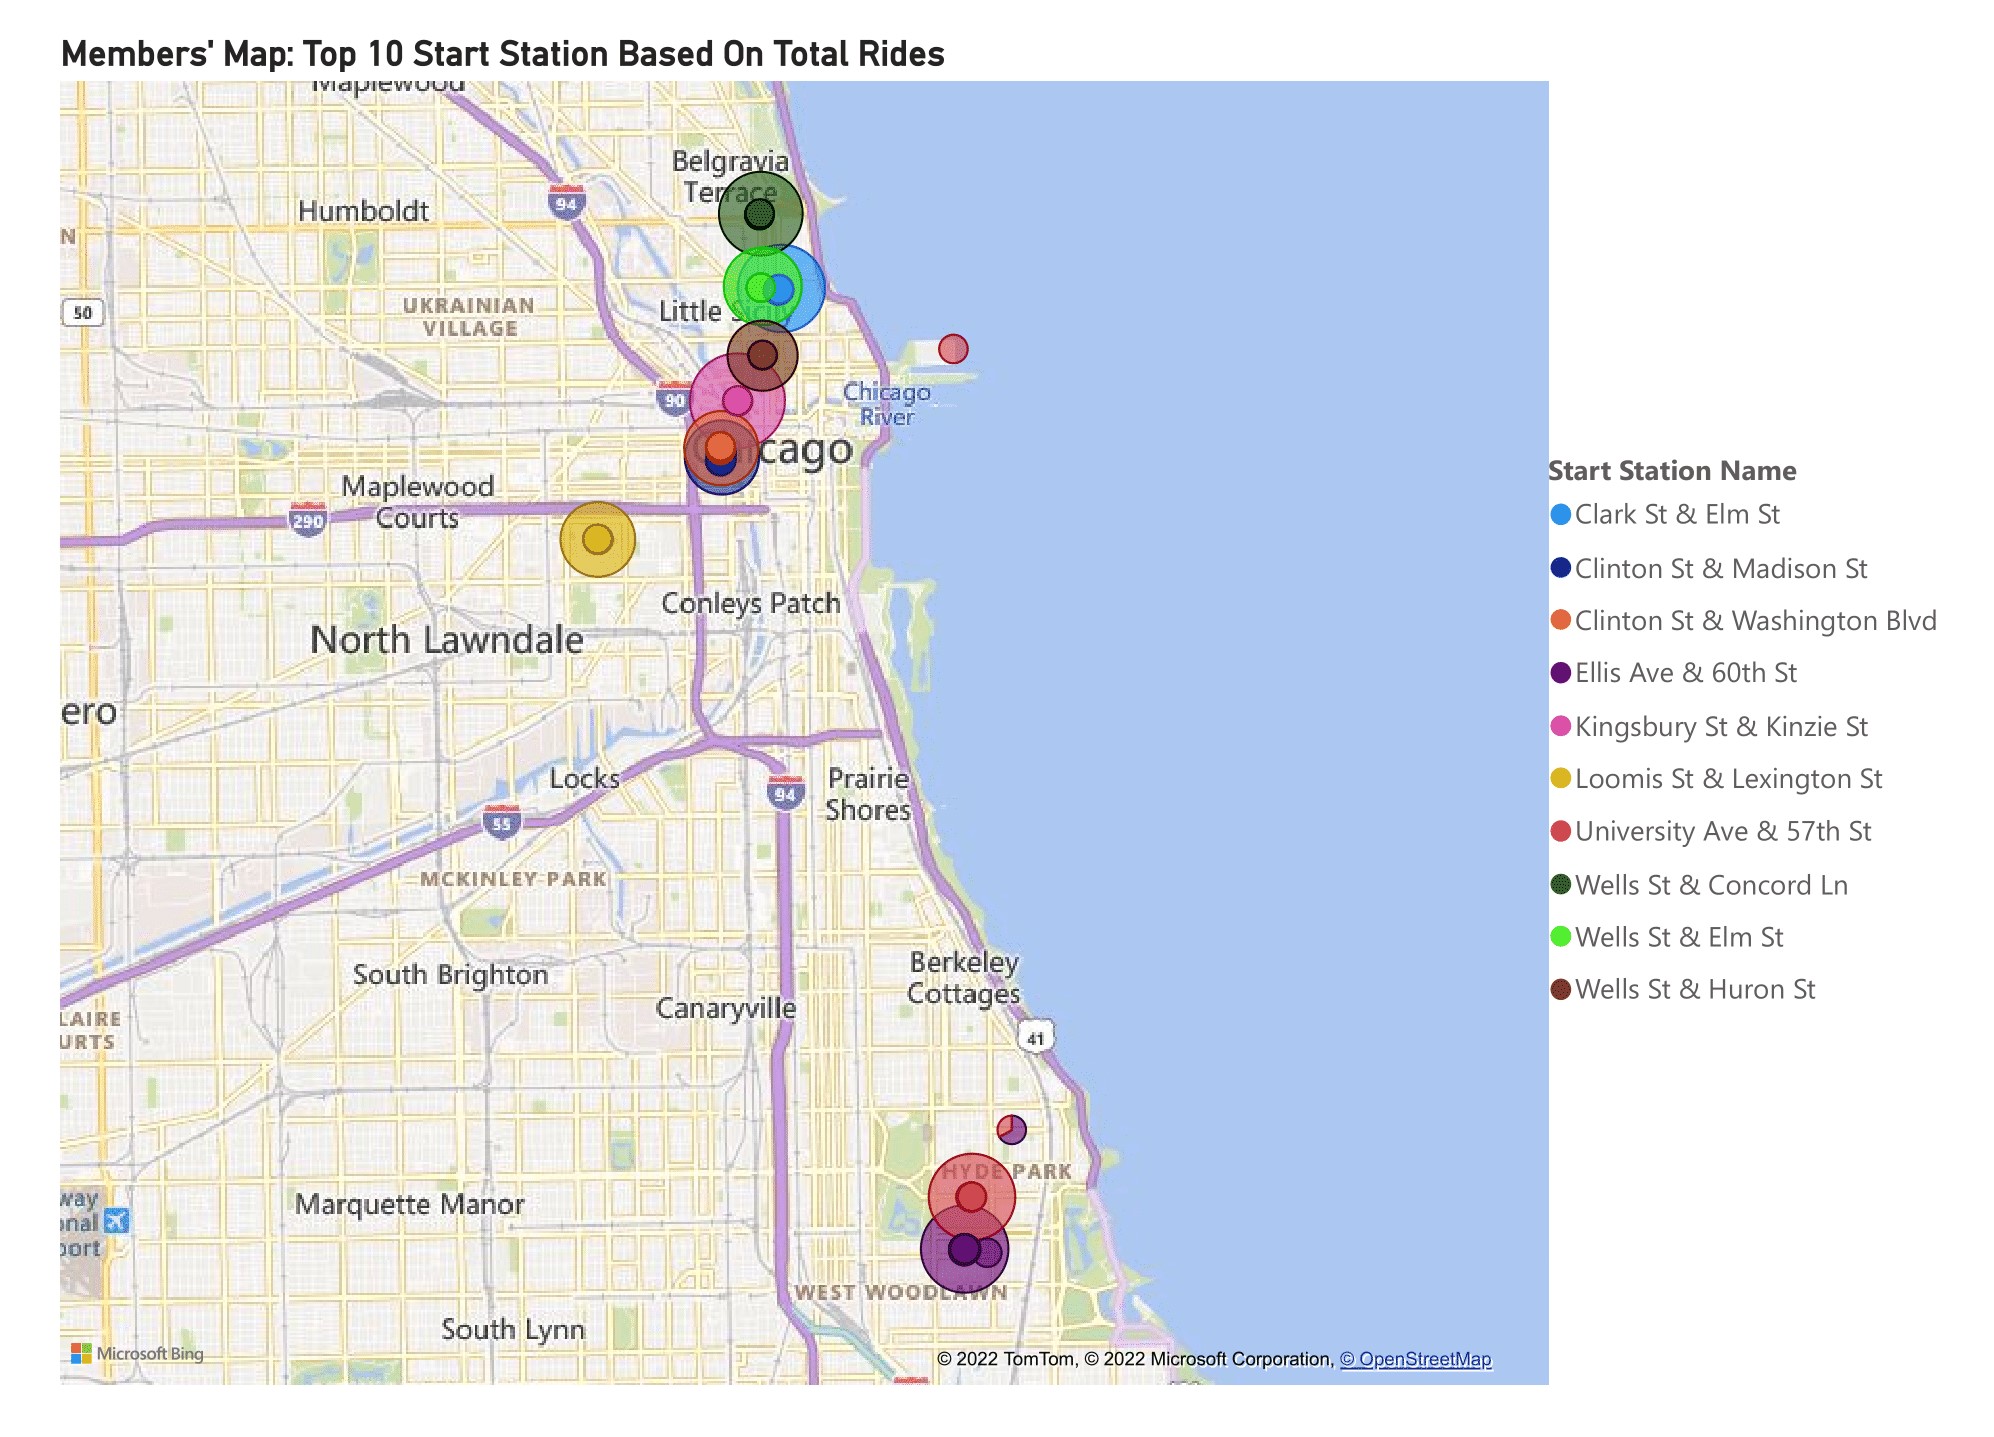 Members' Map: Top 10 Start Station Based On Total Rides
Maplewood
Belgravia
Terrace
94
Humboldt
N
UKRAINIAN
VILLAGE
50
Little Sicily
90
Chicago
River
Chicago
Maplewood
Courts
290
Conleys Patch
North Lawndale
ero
Locks
94
Prairie
Shores
55
MCKINLEY PARK
South Brighton
Berkeley
Cottages
Canaryville
LAIRE
URTS
41
HYDE PARK
way
onal
port
Marquette Manor
WEST WOODLAWN
South Lynn
Microsoft Bing
© 2022 TomTom, © 2022 Microsoft Corporation, © OpenStreetMap
Start Station Name
Clark St & Elm St
Clinton St & Madison St
Clinton St & Washington Blvd
Ellis Ave & 60th St
Kingsbury St & Kinzie St
Loomis St & Lexington St
University Ave & 57th St
Wells St & Concord Ln
Wells St & Elm St
Wells St & Huron St